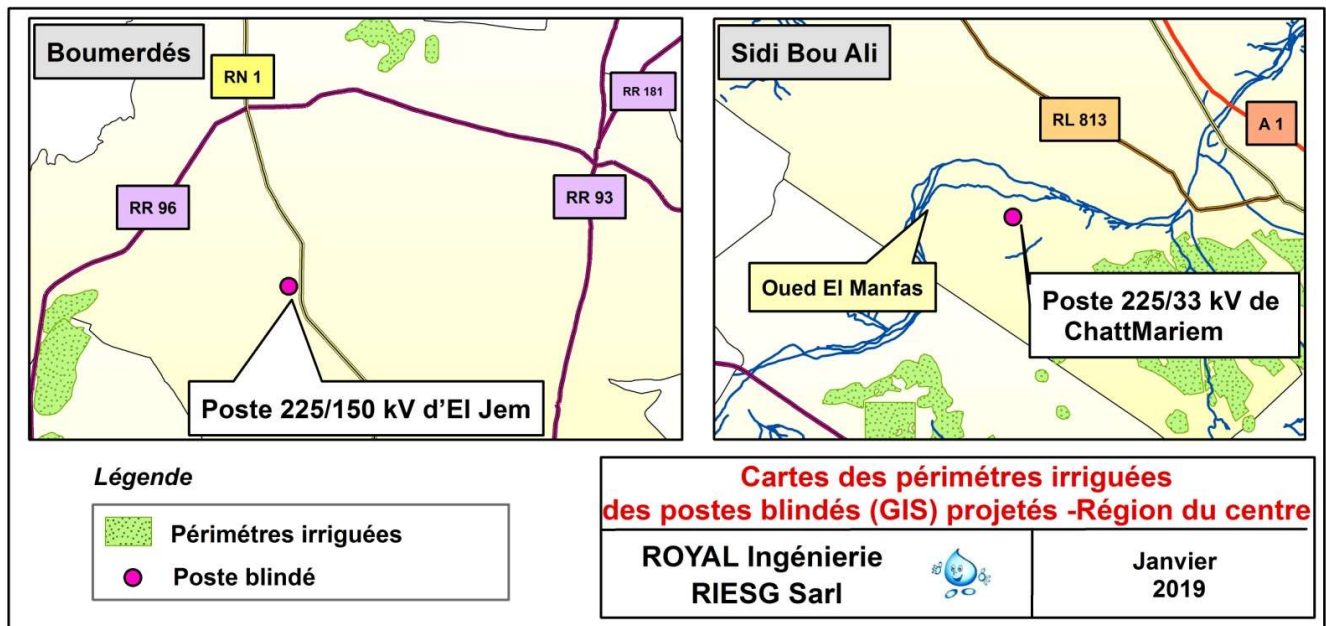 Boumerdés
RN 1
RR 181
RR 96
RR 93
Poste 225/150 kV d’El Jem
Sidi Bou Ali
RL 813
A 1
Oued El Manfas
Poste 225/33 kV de
ChattMariem
Légende
Périmétres irriguées
Poste blindé
Cartes des périmétres irriguées
des postes blindés (GIS) projetés -Région du centre
ROYAL Ingénierie
RIESG Sarl
Janvier
2019